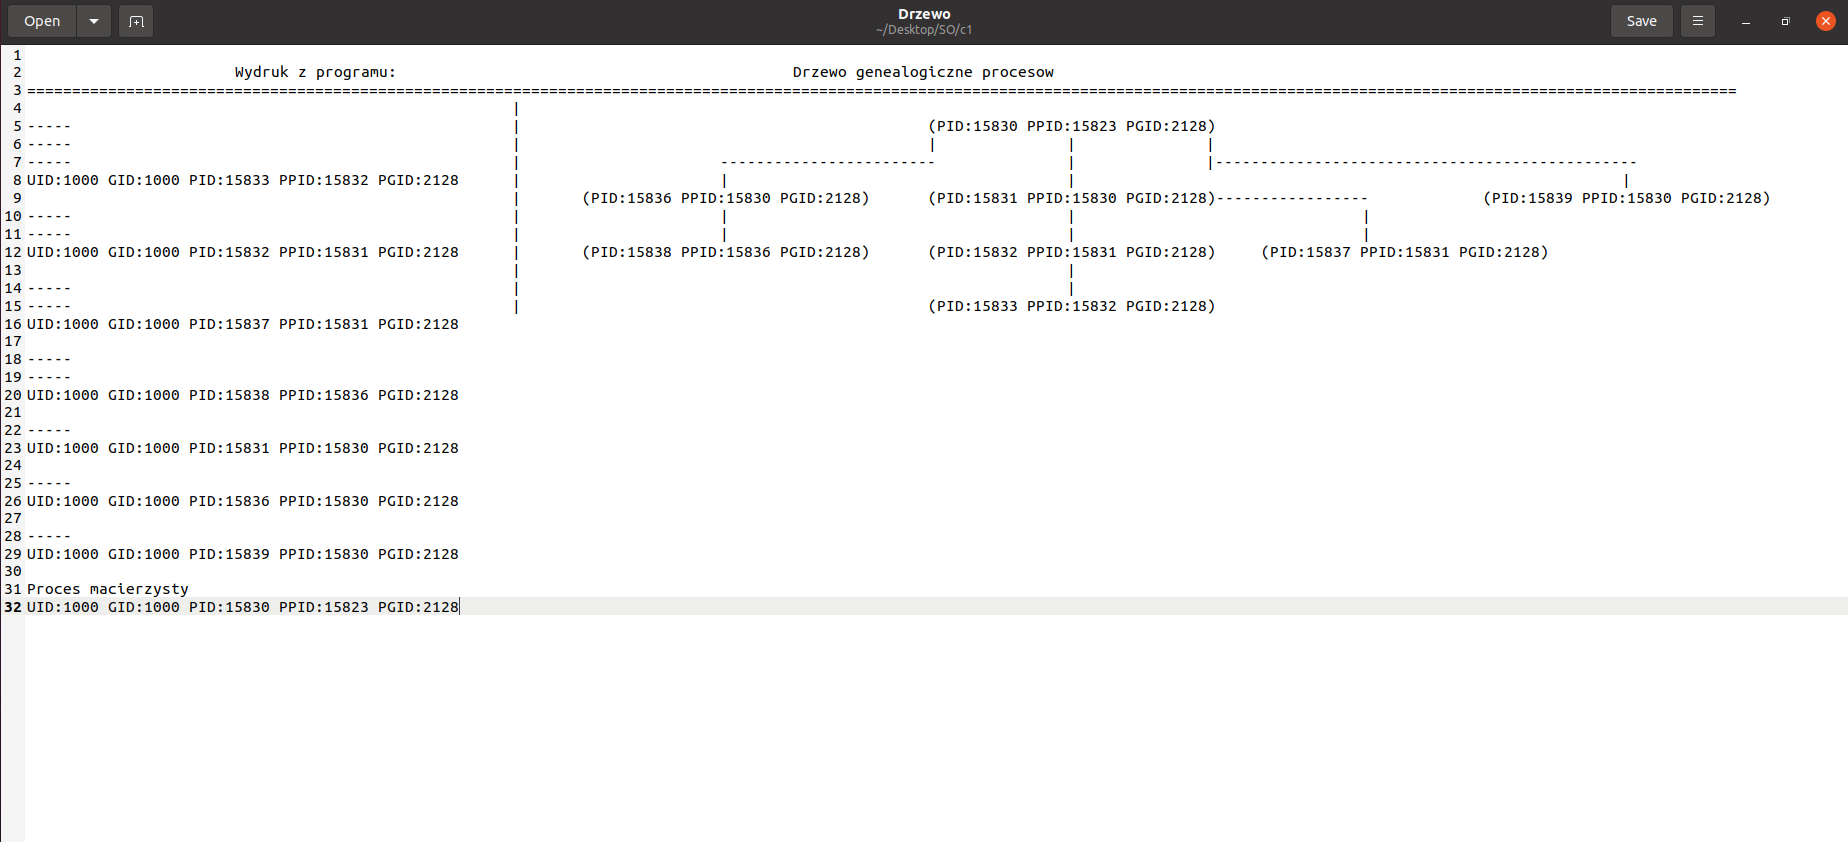 Open
Drzewo
~/Desktop/SO/c1
Save
1
2 Wydruk z programu: Drzewo genealogiczne procesow
3 ==============================================================================================================================================================================================
4 |
5 ----- | (PID:15830 PPID:15823 PGID:2128)
6 ----- | | | |
7 ----- | ------------------------ | |-----------------------------------------------
8 UID:1000 GID:1000 PID:15833 PPID:15832 PGID:2128 | | | |
9 | (PID:15836 PPID:15830 PGID:2128) (PID:15831 PPID:15830 PGID:2128)----------------- (PID:15839 PPID:15830 PGID:2128)
10 ----- | | | |
11 ----- | | | |
12 UID:1000 GID:1000 PID:15832 PPID:15831 PGID:2128 | (PID:15838 PPID:15836 PGID:2128) (PID:15832 PPID:15831 PGID:2128) (PID:15837 PPID:15831 PGID:2128)
13 | |
14 ----- | |
15 ----- | (PID:15833 PPID:15832 PGID:2128)
16 UID:1000 GID:1000 PID:15837 PPID:15831 PGID:2128
17
18 -----
19 -----
20 UID:1000 GID:1000 PID:15838 PPID:15836 PGID:2128
21
22 -----
23 UID:1000 GID:1000 PID:15831 PPID:15830 PGID:2128
24
25 -----
26 UID:1000 GID:1000 PID:15836 PPID:15830 PGID:2128
27
28 -----
29 UID:1000 GID:1000 PID:15839 PPID:15830 PGID:2128
30
31 Proces macierzysty
32 UID:1000 GID:1000 PID:15830 PPID:15823 PGID:2128